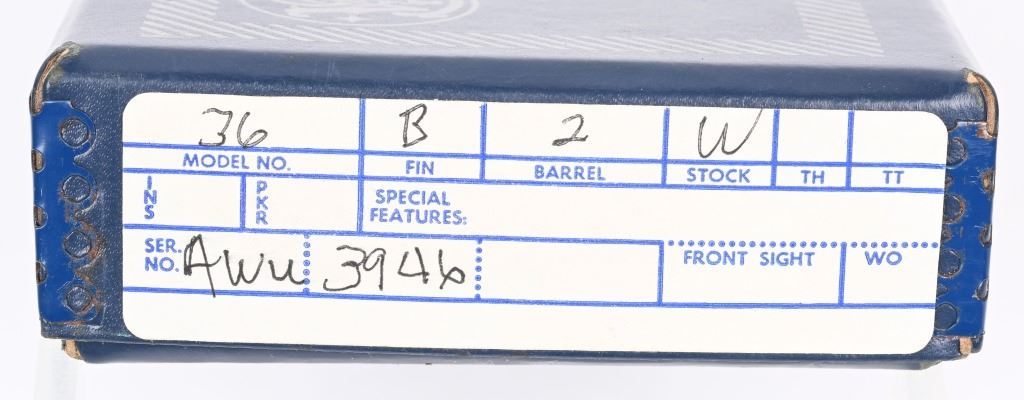 36 B 2 W
MODEL NO. FIN BARREL STOCK TH TT
INS PKR SPECIAL FEATURES:
SER. NO. AWU 3946 FRONT SIGHT WO